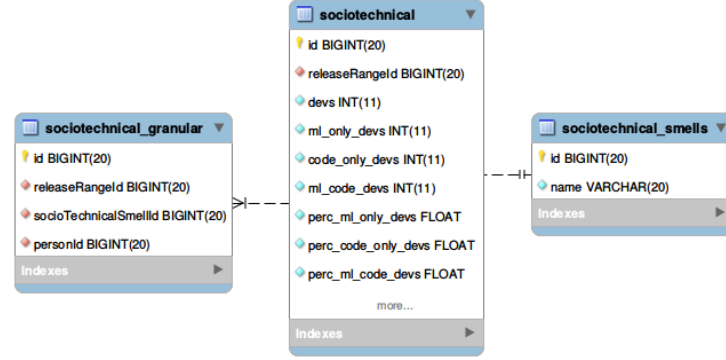 sociotechnical
id BIGINT(20)
releaseRangeId BIGINT(20)
devs INT(11)
ml_only_devs INT(11)
code_only_devs INT(11)
ml_code_devs INT(11)
perc_ml_only_devs FLOAT
perc_code_only_devs FLOAT
perc_ml_code_devs FLOAT
more...
Indexes
sociotechnical_granular
id BIGINT(20)
releaseRangeId BIGINT(20)
socioTechnicalSmellId BIGINT(20)
personId BIGINT(20)
Indexes
sociotechnical_smells
id BIGINT(20)
name VARCHAR(20)
Indexes